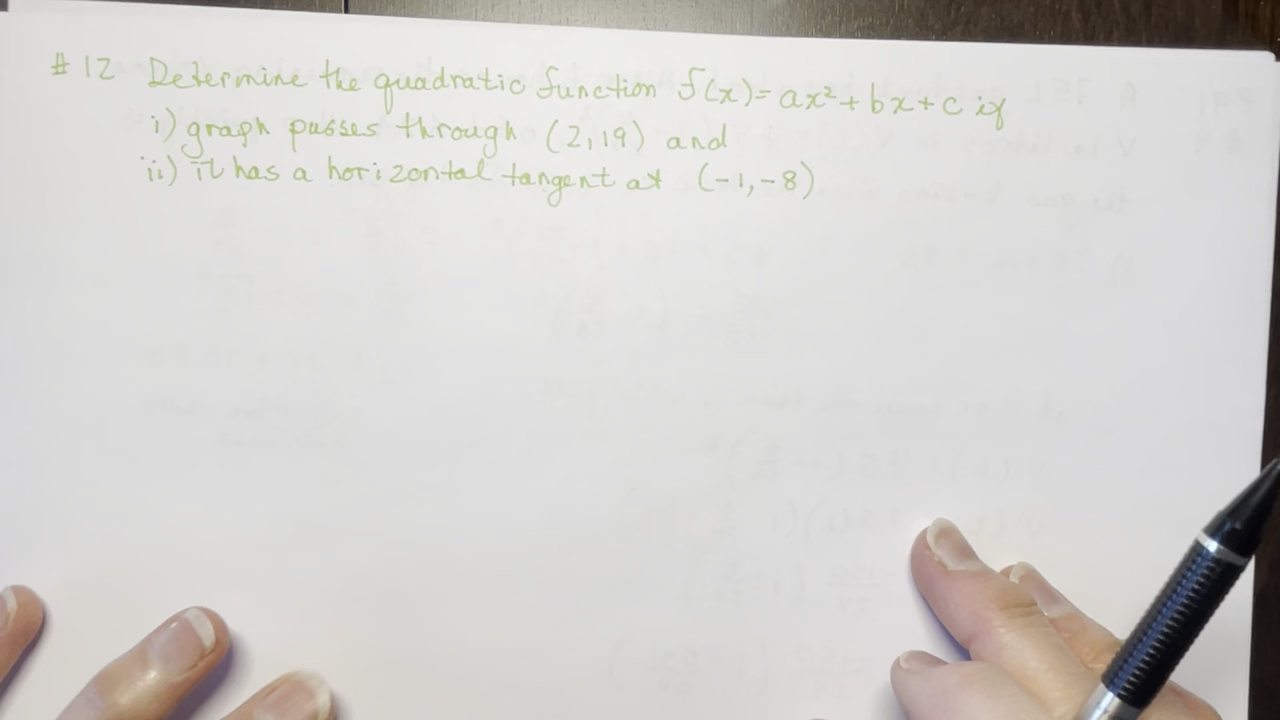 # 12 Determine the quadratic function f(x)=ax²+bx+c if
i) graph passes through (2,19) and
ii) it has a horizontal tangent at (-1,-8)